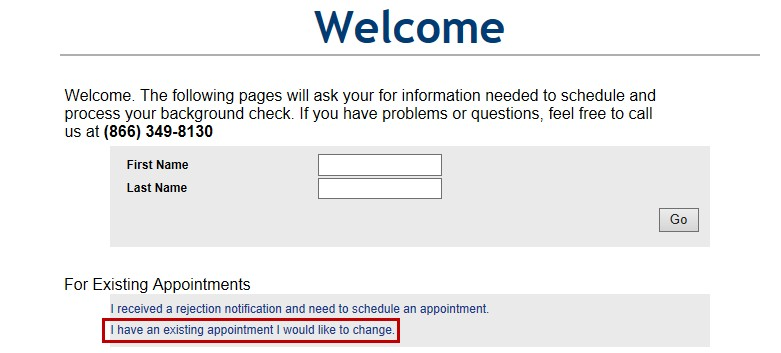 Welcome
Welcome. The following pages will ask your for information needed to schedule and
process your background check. If you have problems or questions, feel free to call
us at (866) 349-8130
First Name
Last Name
Go
For Existing Appointments
I received a rejection notification and need to schedule an appointment.
I have an existing appointment I would like to change.